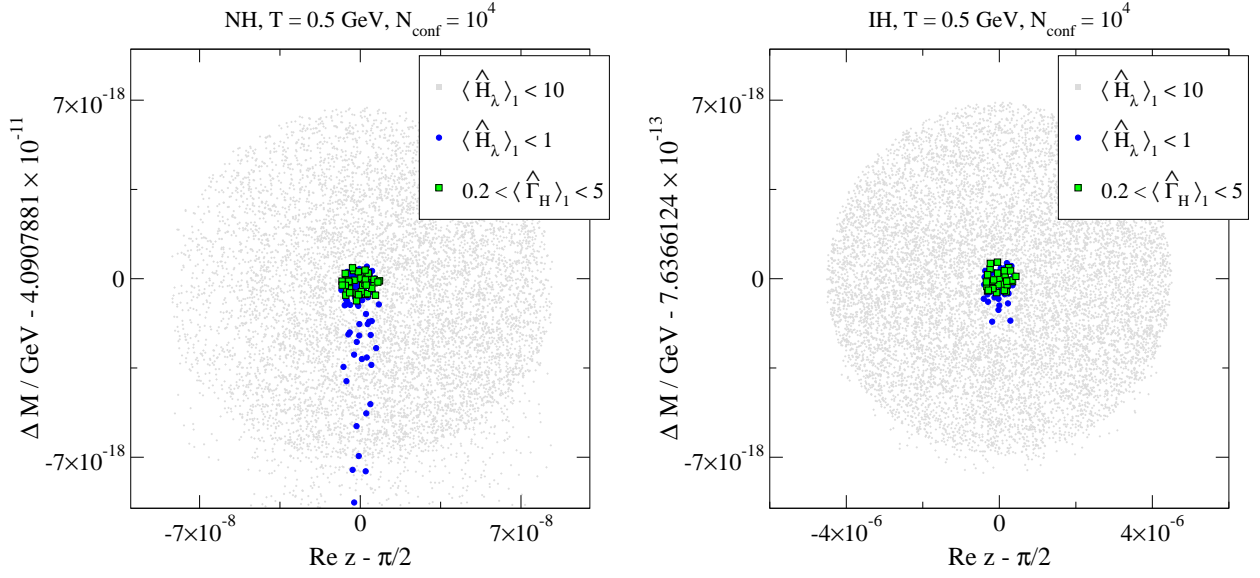 NH, T = 0.5 GeV, N_conf = 10^4
⟨ Ĥ_λ ⟩_1 < 10
⟨ Ĥ_λ ⟩_1 < 1
0.2 < ⟨ Γ̂_H ⟩_1 < 5
7×10^-18
0
-7×10^-18
Δ M / GeV - 4.0907881 × 10^-11
-7×10^-8
0
7×10^-8
Re z - π/2
IH, T = 0.5 GeV, N_conf = 10^4
⟨ Ĥ_λ ⟩_1 < 10
⟨ Ĥ_λ ⟩_1 < 1
0.2 < ⟨ Γ̂_H ⟩_1 < 5
7×10^-18
0
-7×10^-18
Δ M / GeV - 7.6366124 × 10^-13
-4×10^-6
0
4×10^-6
Re z - π/2